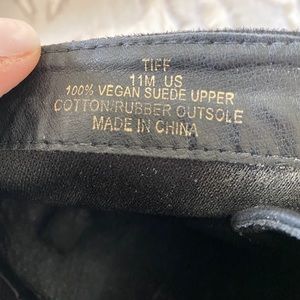 TIFF
11M US
100% VEGAN SUEDE UPPER
COTTON/RUBBER OUTSOLE
MADE IN CHINA